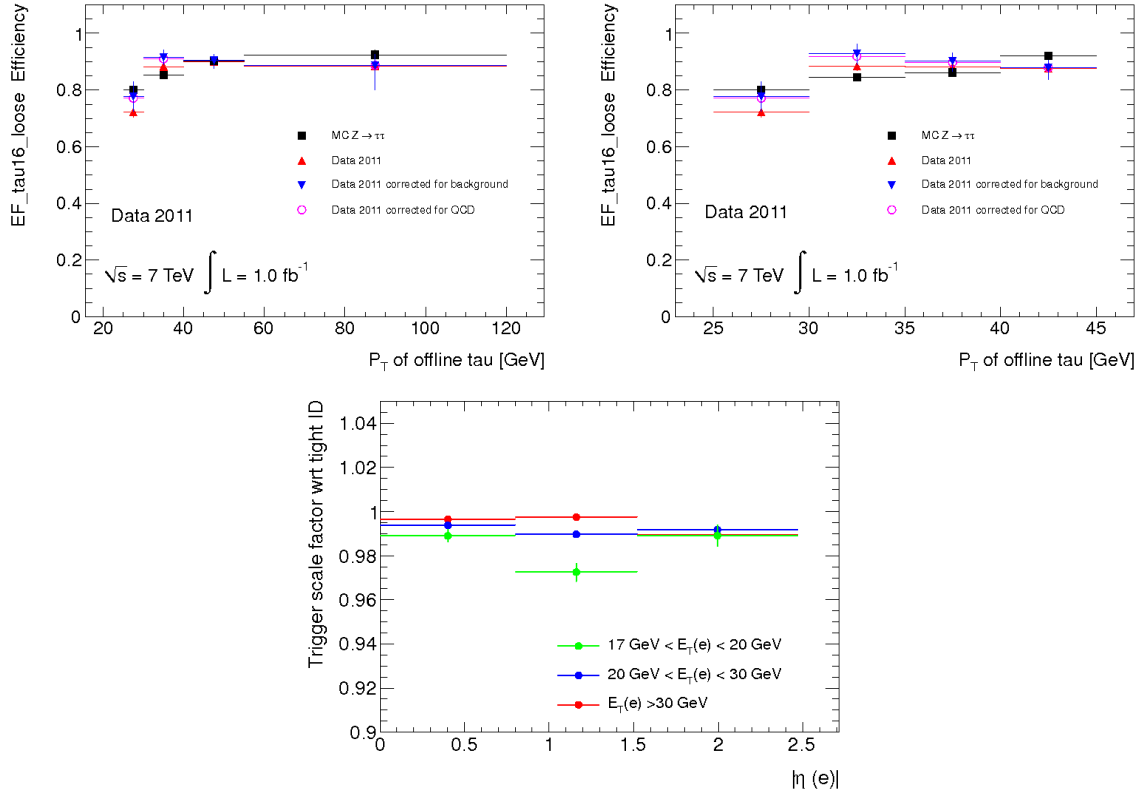 EF_tau16_loose Efficiency
1
0.8
0.6
0.4
0.2
0
MC Z → ττ
Data 2011
Data 2011 corrected for background
Data 2011 corrected for QCD
Data 2011
√s = 7 TeV ∫ L = 1.0 fb⁻¹
20 40 60 80 100 120
P_T of offline tau [GeV]
EF_tau16_loose Efficiency
1
0.8
0.6
0.4
0.2
0
MC Z → ττ
Data 2011
Data 2011 corrected for background
Data 2011 corrected for QCD
Data 2011
√s = 7 TeV ∫ L = 1.0 fb⁻¹
25 30 35 40 45
P_T of offline tau [GeV]
Trigger scale factor wrt tight ID
1.04
1.02
1
0.98
0.96
0.94
0.92
0.9
17 GeV < E_T(e) < 20 GeV
20 GeV < E_T(e) < 30 GeV
E_T(e) >30 GeV
0 0.5 1 1.5 2 2.5
|η (e)|